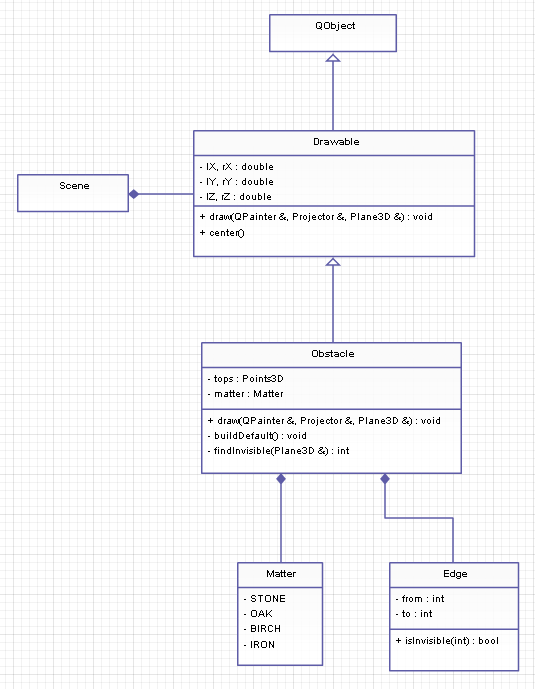 QObject
Drawable
- lX, rX : double
- lY, rY : double
- lZ, rZ : double
+ draw(QPainter &, Projector &, Plane3D &) : void
+ center()
Scene
Obstacle
- tops : Points3D
- matter : Matter
+ draw(QPainter &, Projector &, Plane3D &) : void
- buildDefault() : void
- findInvisible(Plane3D &) : int
Matter
- STONE
- OAK
- BIRCH
- IRON
Edge
- from : int
- to : int
+ isInvisible(int) : bool